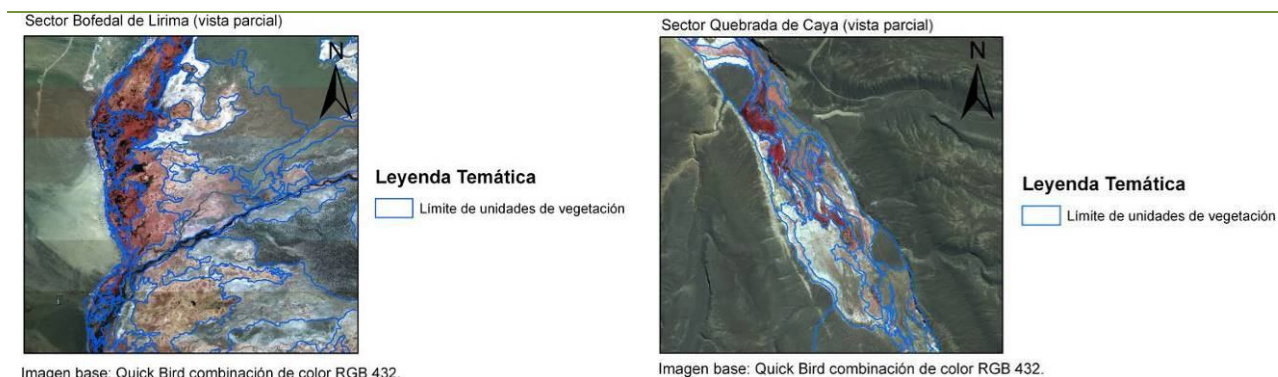 Sector Bofedal de Lirima (vista parcial)
N
Leyenda Temática
Límite de unidades de vegetación
Imagen base: Quick Bird combinación de color RGB 432.
Sector Quebrada de Caya (vista parcial)
N
Leyenda Temática
Límite de unidades de vegetación
Imagen base: Quick Bird combinación de color RGB 432.